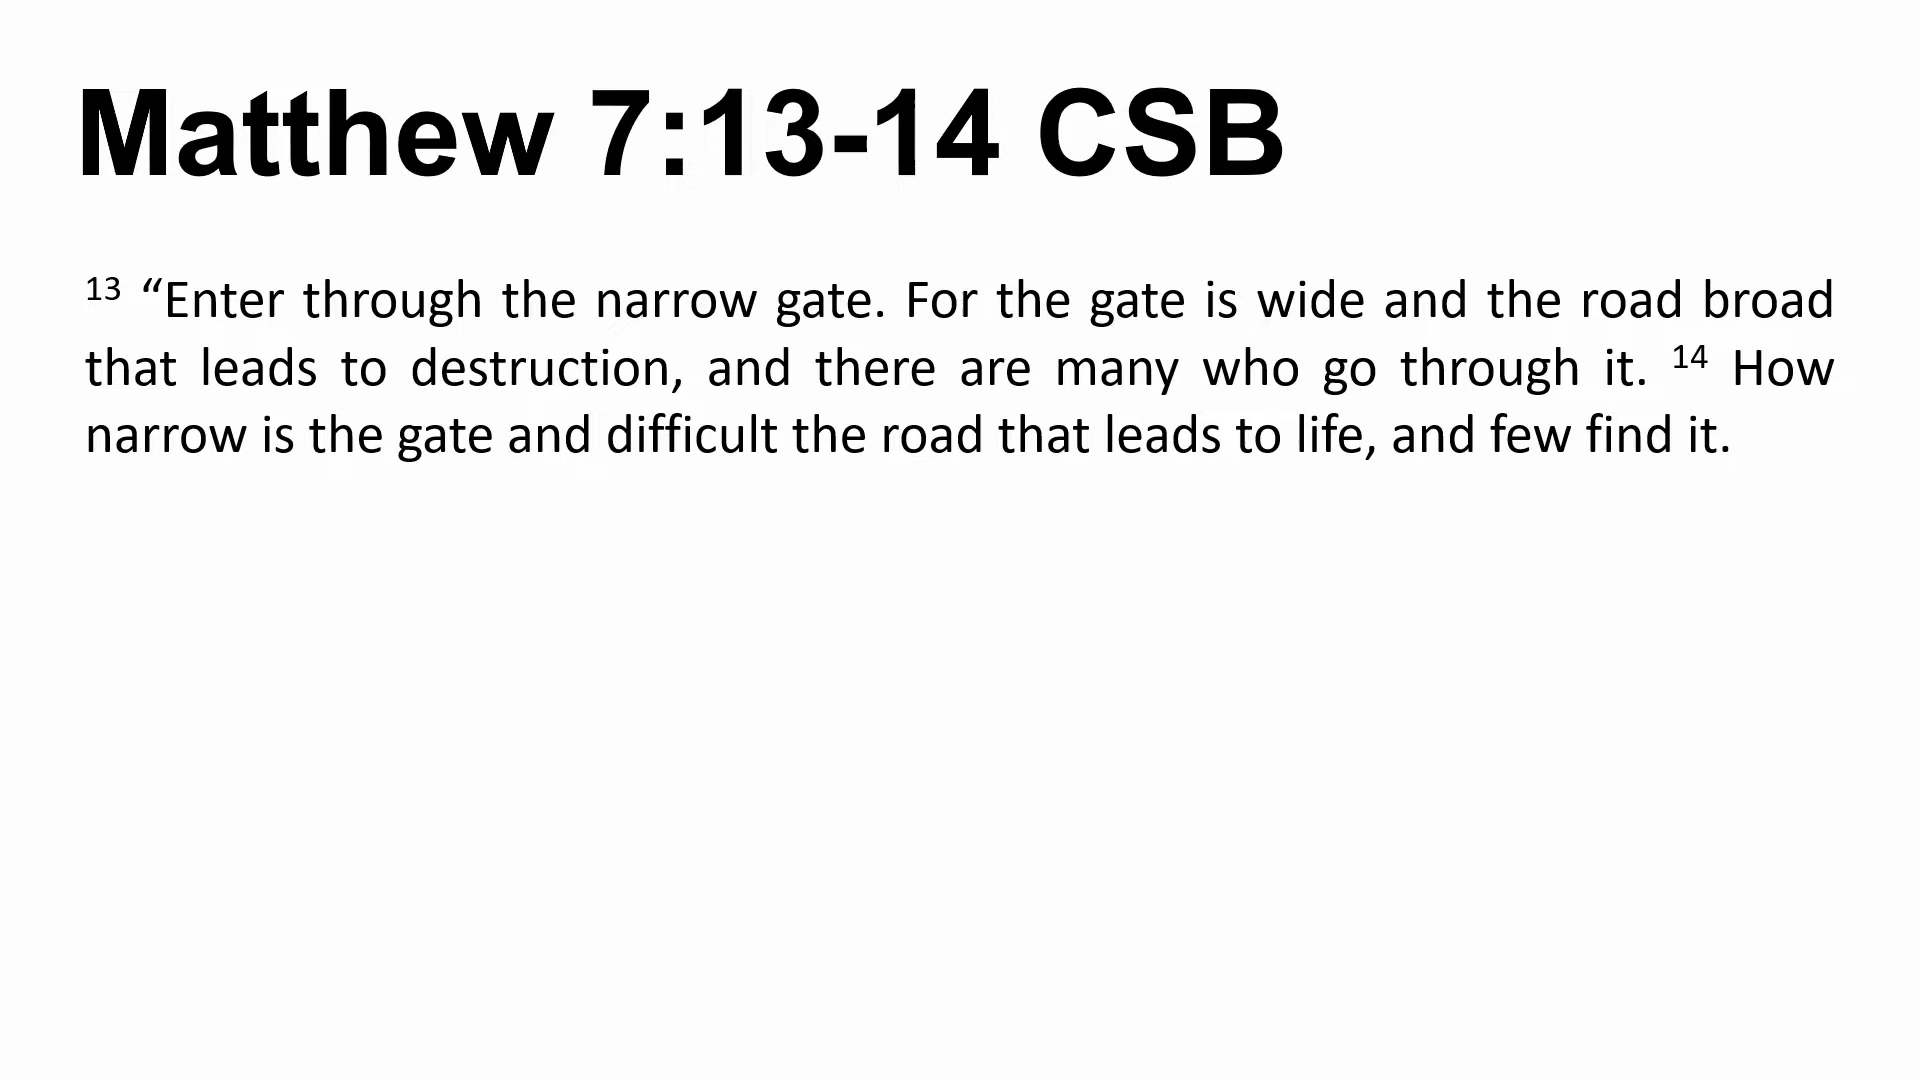 Matthew 7:13-14 CSB
13 “Enter through the narrow gate. For the gate is wide and the road broad
that leads to destruction, and there are many who go through it. 14 How
narrow is the gate and difficult the road that leads to life, and few find it.